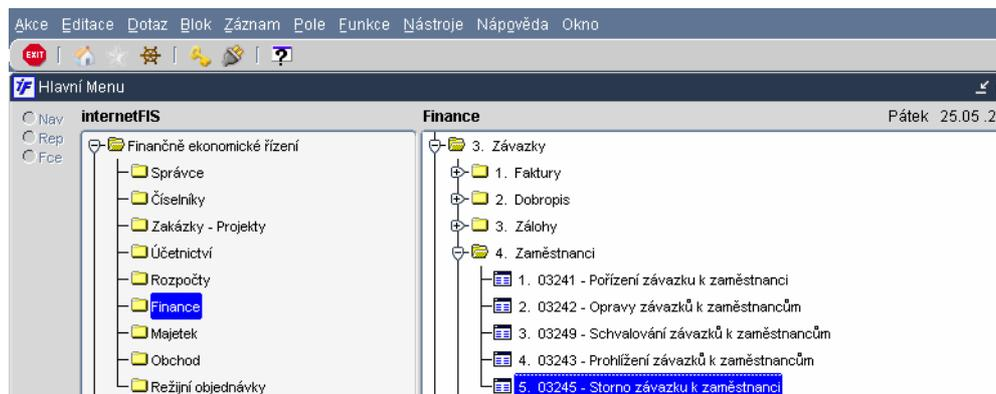 Akce Editace Dotaz Blok Záznam Pole Funkce Nástroje Nápověda Okno
EXIT
Hlavní Menu
Nav
Rep
Fce
internetFIS
Finančně ekonomické řízení
Správce
Číselníky
Zakázky - Projekty
Účetnictví
Rozpočty
Finance
Majetek
Obchod
Režijní objednávky
Finance Pátek 25.05.2
3. Závazky
1. Faktury
2. Dobropis
3. Zálohy
4. Zaměstnanci
1. 03241 - Pořízení závazku k zaměstnanci
2. 03242 - Opravy závazků k zaměstnancům
3. 03249 - Schvalování závazků k zaměstnancům
4. 03243 - Prohlížení závazků k zaměstnancům
5. 03245 - Storno závazku k zaměstnanci